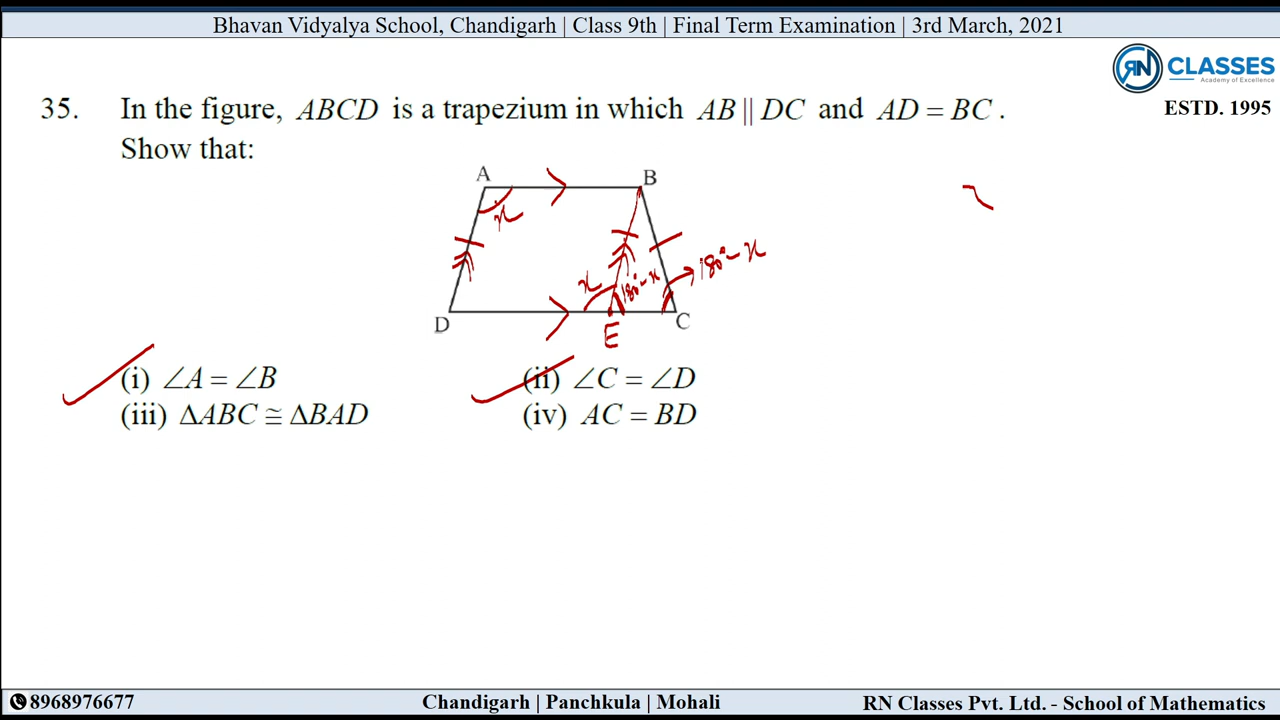 Bhavan Vidyalya School, Chandigarh | Class 9th | Final Term Examination | 3rd March, 2021
RN CLASSES
Academy of Excellence
ESTD. 1995
35. In the figure, ABCD is a trapezium in which AB || DC and AD = BC .
Show that:
A B
x
180° - x
x 180° - x
D E C
(i) ∠A = ∠B (ii) ∠C = ∠D
(iii) ΔABC ≅ ΔBAD (iv) AC = BD
8968976677 Chandigarh | Panchkula | Mohali RN Classes Pvt. Ltd. - School of Mathematics